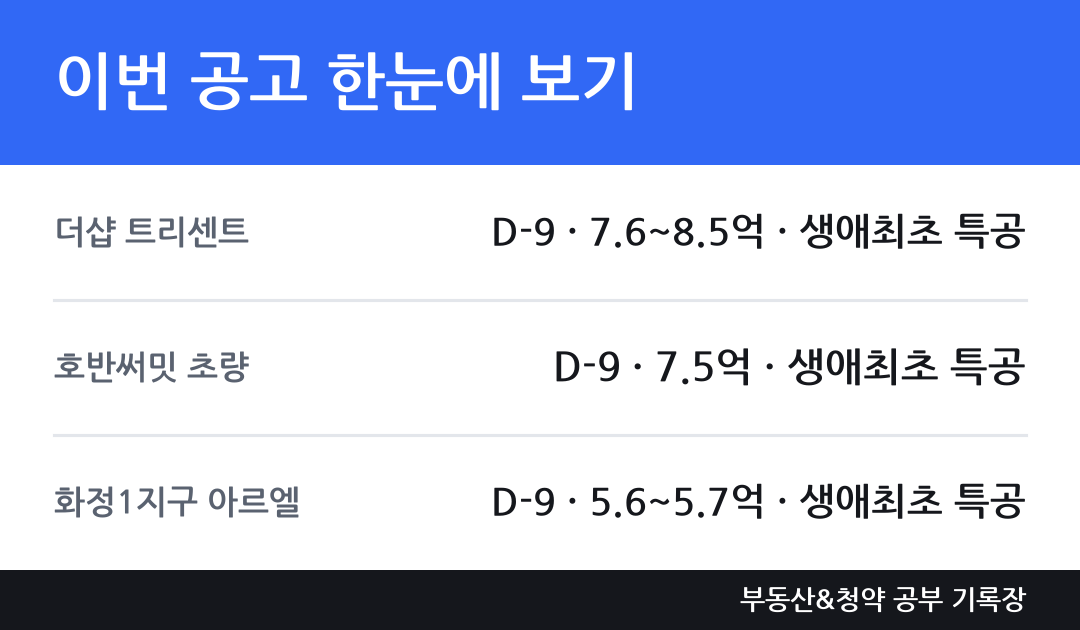 이번 공고 한눈에 보기
더샵 트리센트 D-9 · 7.6~8.5억 · 생애최초 특공
호반써밋 초량 D-9 · 7.5억 · 생애최초 특공
화정1지구 아르엘 D-9 · 5.6~5.7억 · 생애최초 특공
부동산&청약 공부 기록장